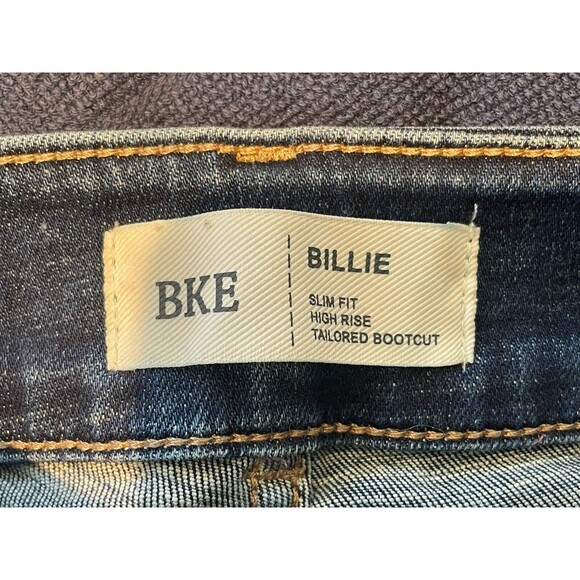 BKE
BILLIE
SLIM FIT
HIGH RISE
TAILORED BOOTCUT